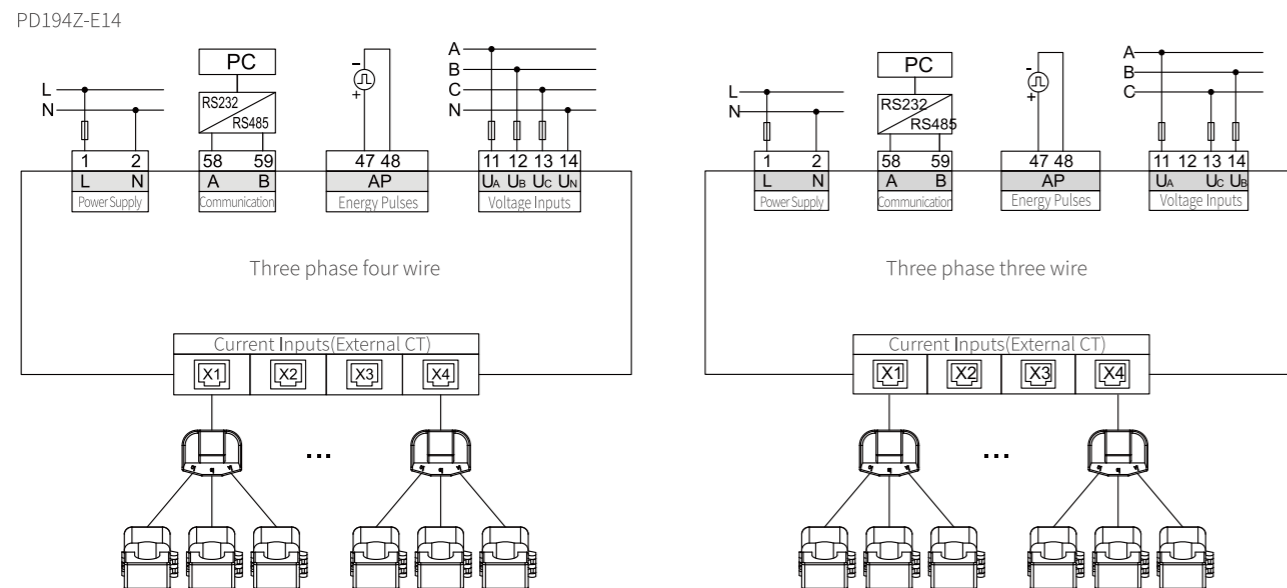 PD194Z-E14
PC
RS232
RS485
L
N
A
B
C
N
1 2
L N
Power Supply
58 59
A B
Communication
-
+
47 48
AP
Energy Pulses
11 12 13 14
UA UB UC UN
Voltage Inputs
Three phase four wire
Current Inputs(External CT)
X1 X2 X3 X4
...
PC
RS232
RS485
L
N
A
B
C
1 2
L N
Power Supply
58 59
A B
Communication
-
+
47 48
AP
Energy Pulses
11 12 13 14
UA UC UB
Voltage Inputs
Three phase three wire
Current Inputs(External CT)
X1 X2 X3 X4
...